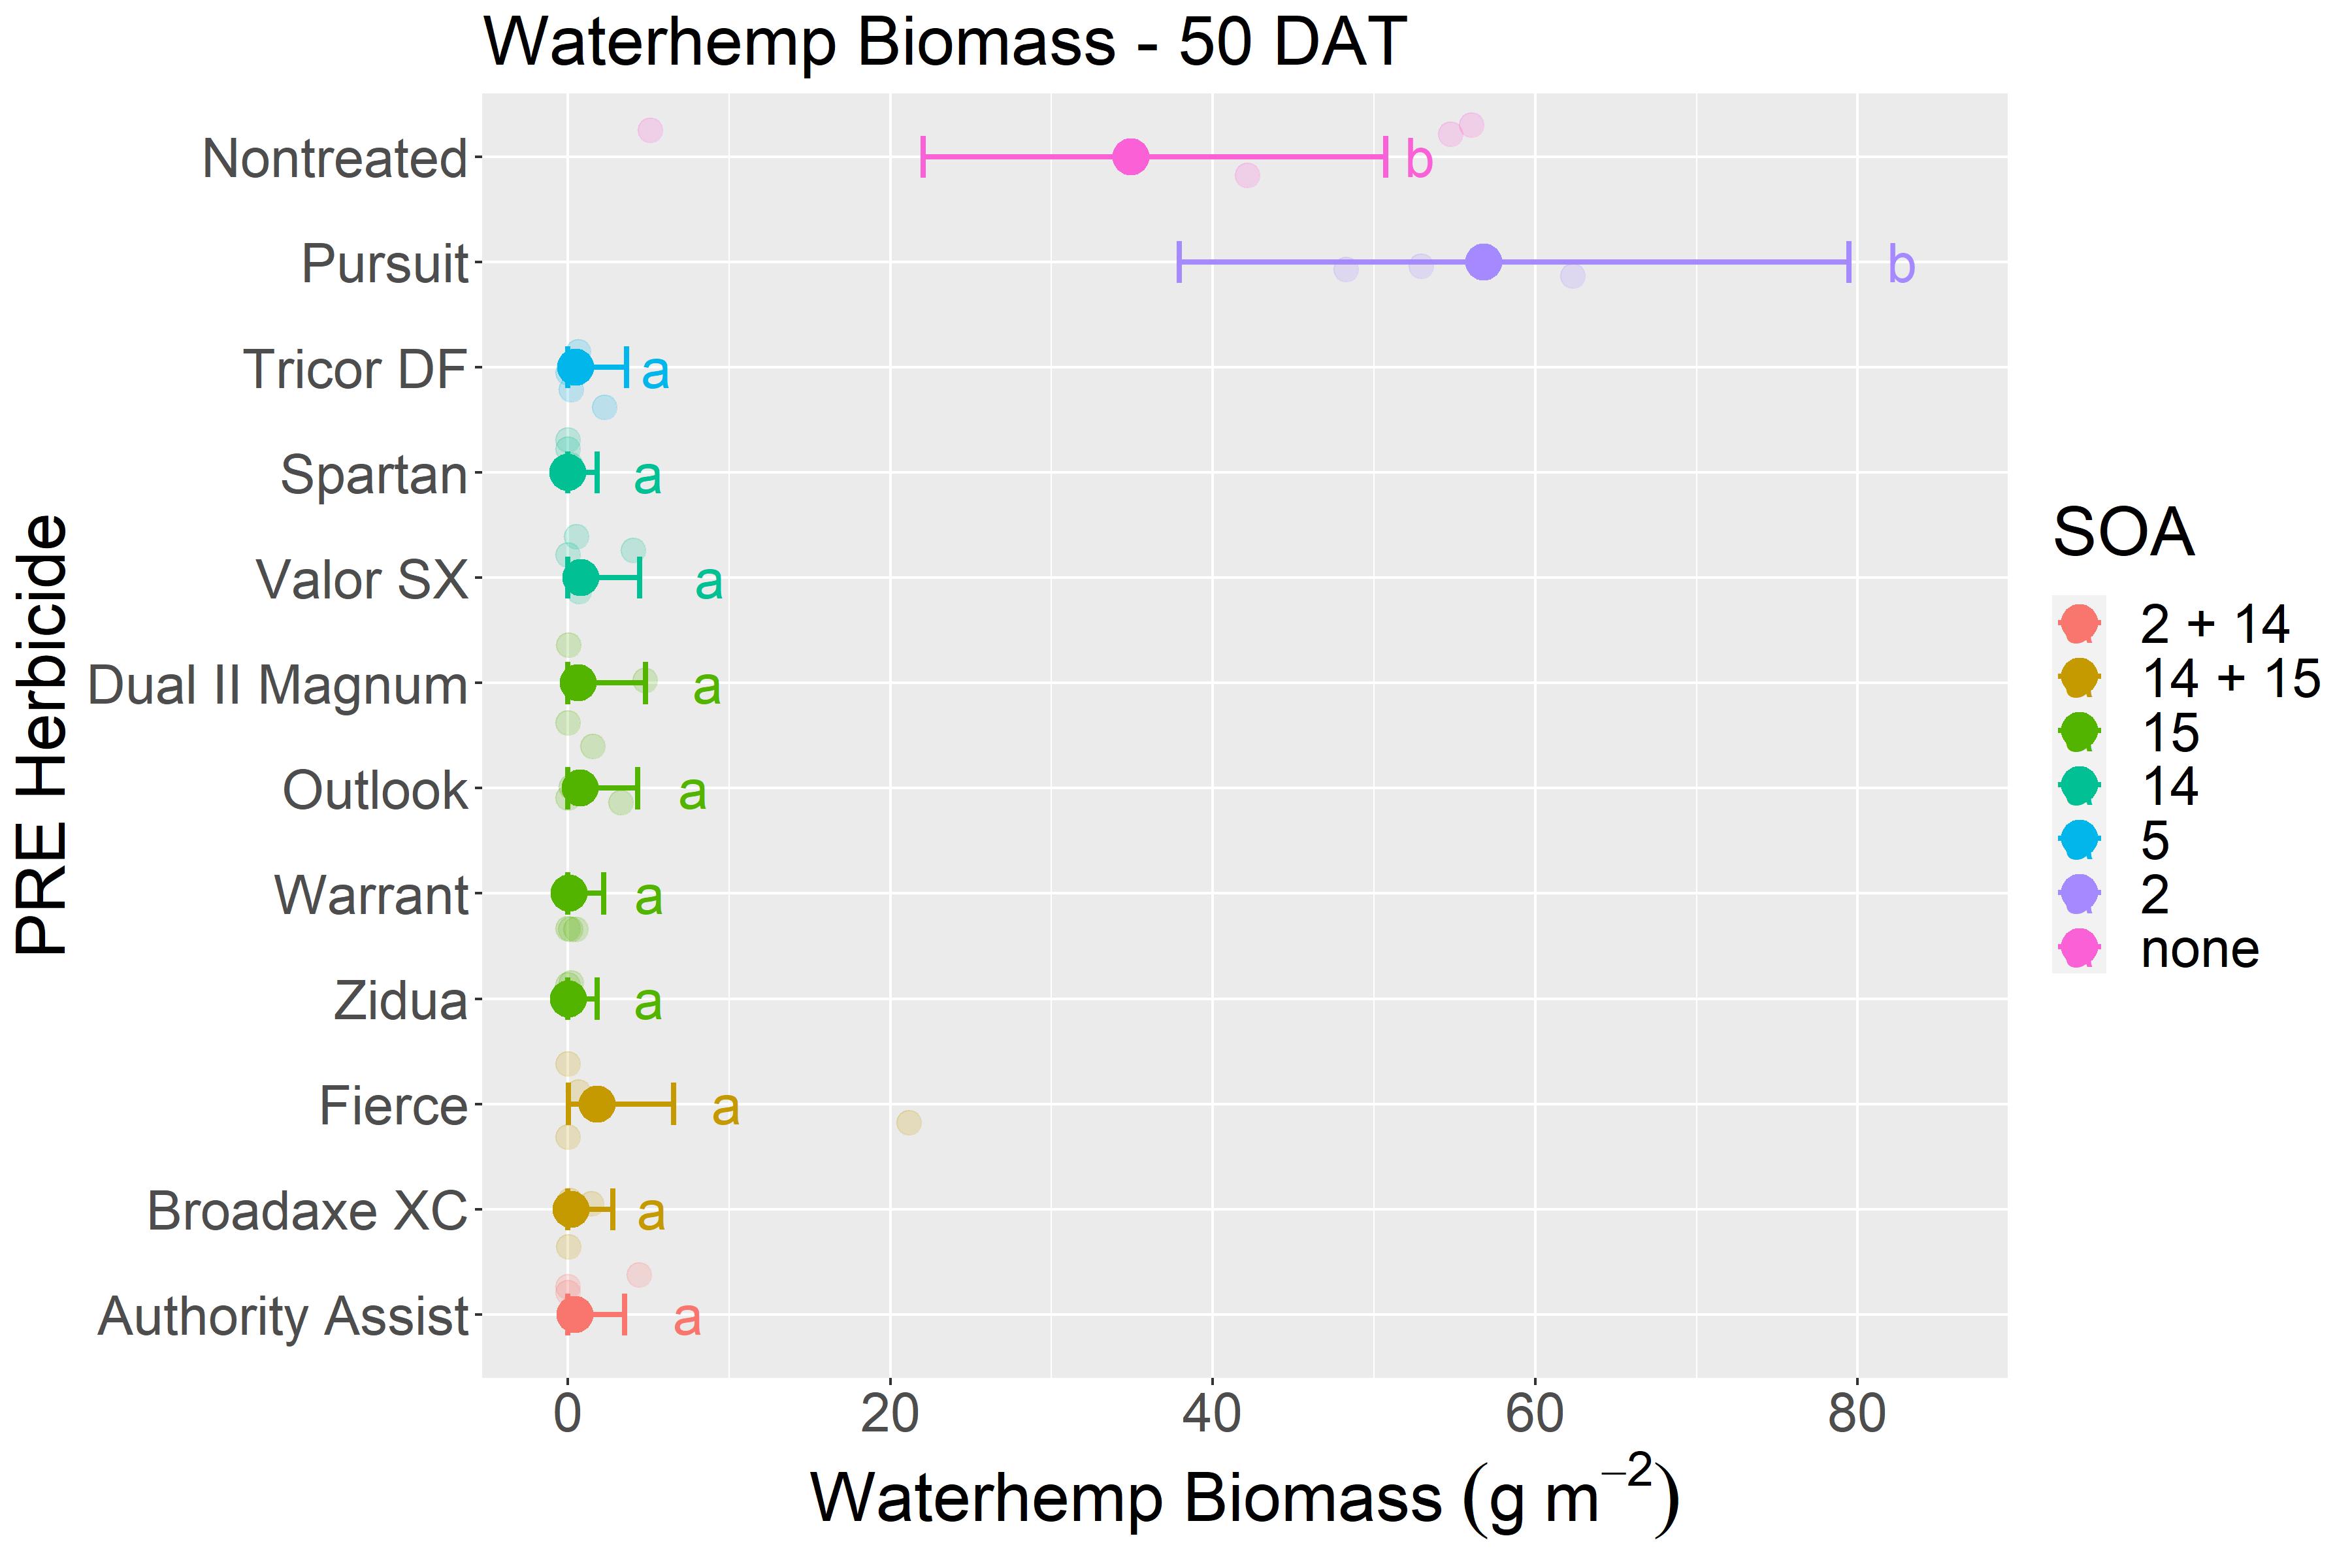 Waterhemp Biomass - 50 DAT
PRE Herbicide
Nontreated
b
Pursuit
b
Tricor DF
a
Spartan
a
Valor SX
a
Dual II Magnum
a
Outlook
a
Warrant
a
Zidua
a
Fierce
a
Broadaxe XC
a
Authority Assist
a
0 20 40 60 80
Waterhemp Biomass (g m⁻²)
SOA
2 + 14
14 + 15
15
14
5
2
none